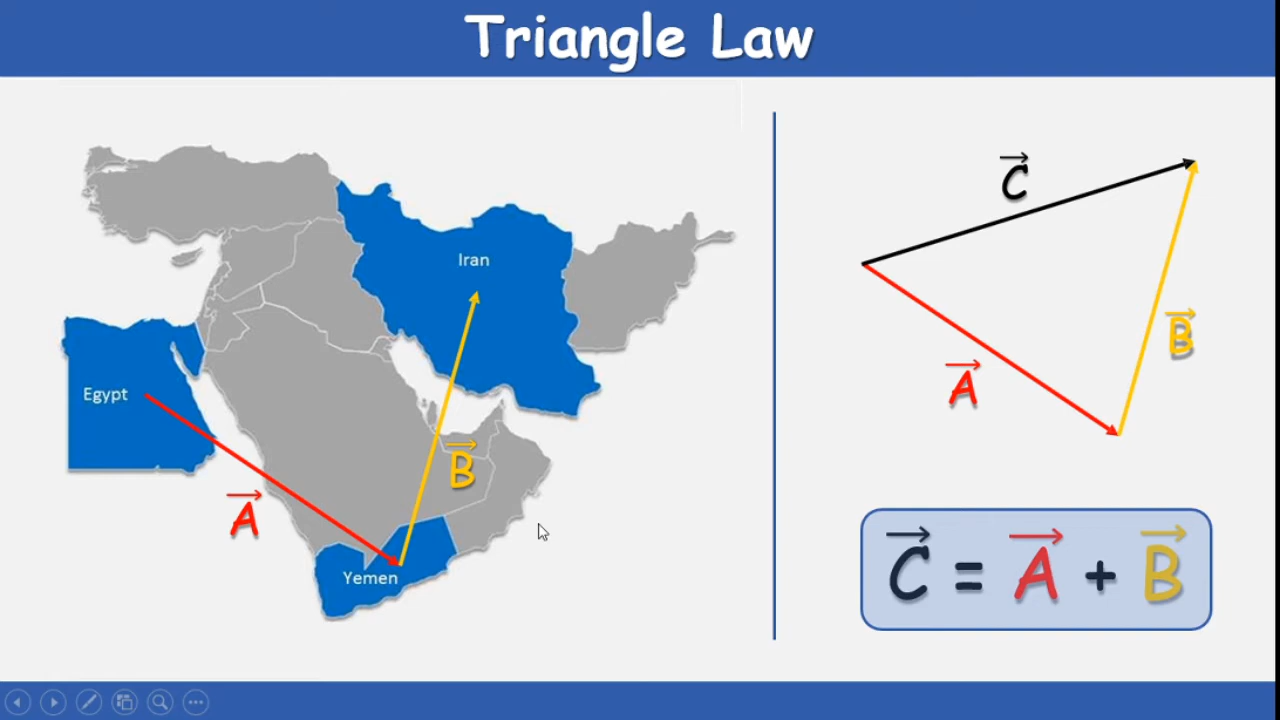 Triangle Law
Iran
Egypt
Yemen
A
B
C
A
B
C = A + B